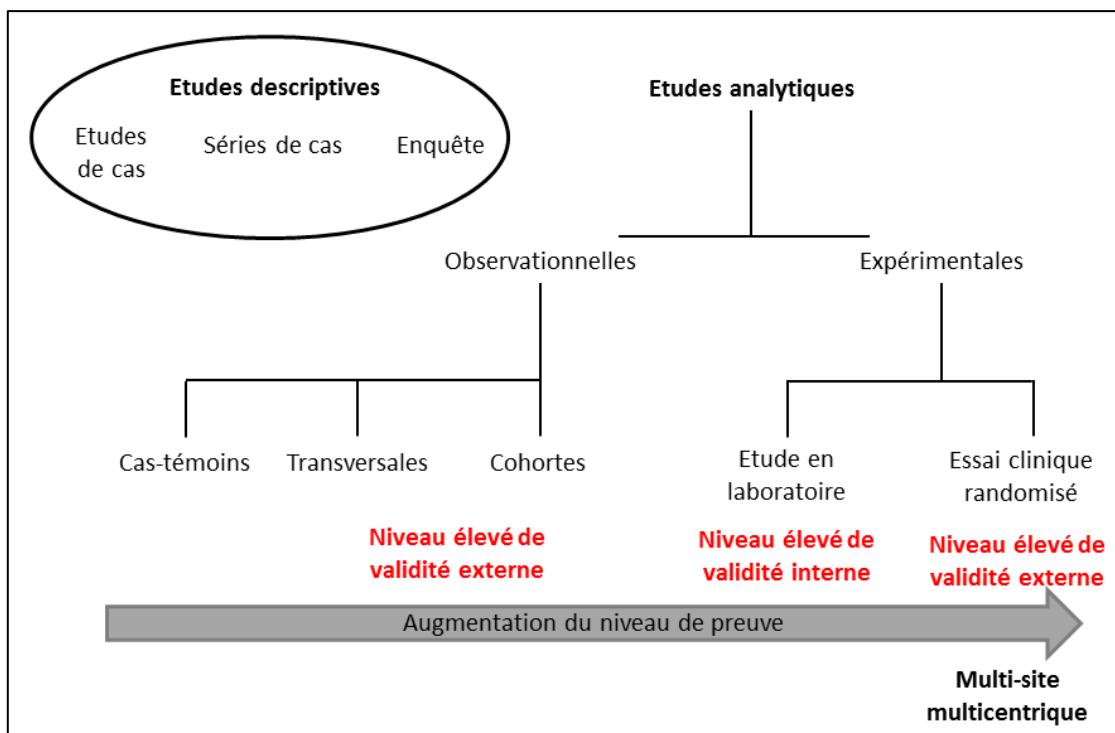 Etudes descriptives
Etudes
de cas
Séries de cas
Enquête
Etudes analytiques
Observationnelles
Expérimentales
Cas-témoins
Transversales
Cohortes
Etude en
laboratoire
Essai clinique
randomisé
Niveau élevé de
validité externe
Niveau élevé de
validité interne
Niveau élevé de
validité externe
Augmentation du niveau de preuve
Multi-site
multicentrique